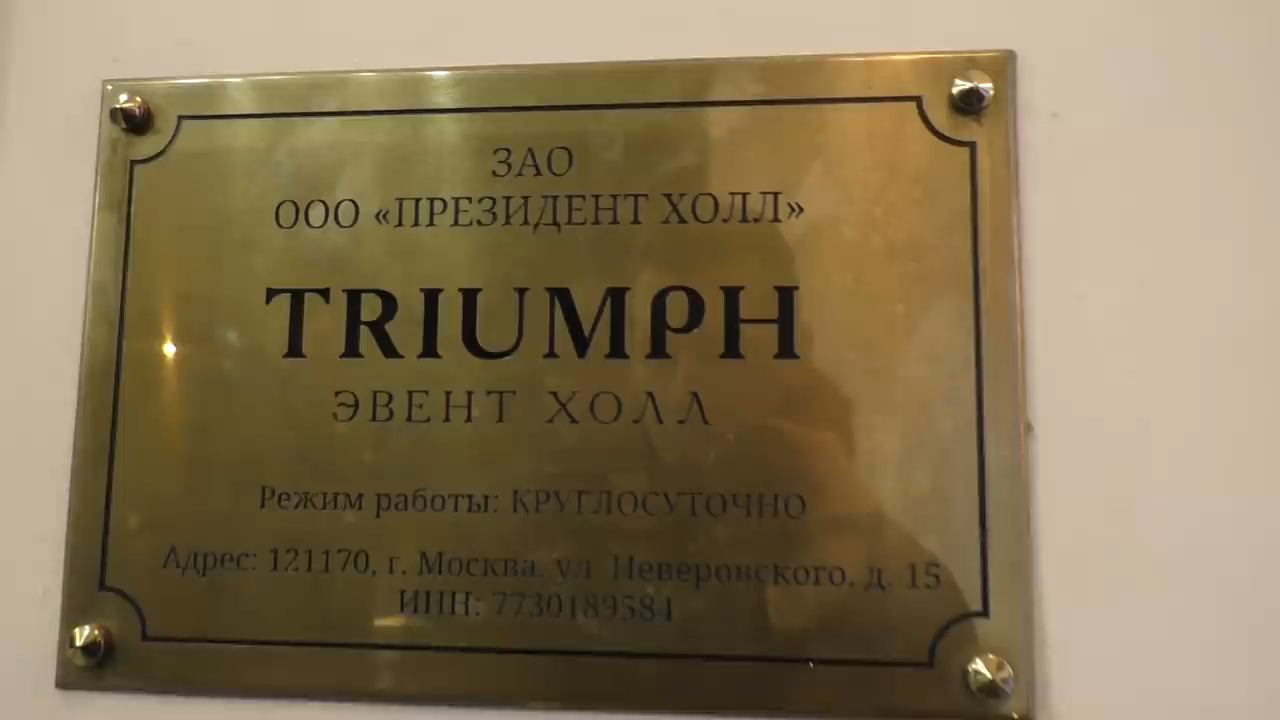 ЗАО
ООО «ПРЕЗИДЕНТ ХОЛЛ»
TRIUMPH
ЭВЕНТ ХОЛЛ
Режим работы: КРУГЛОСУТОЧНО
Адрес: 121170, г. Москва, ул. Неверовского, д. 15
ИНН: 7730189584